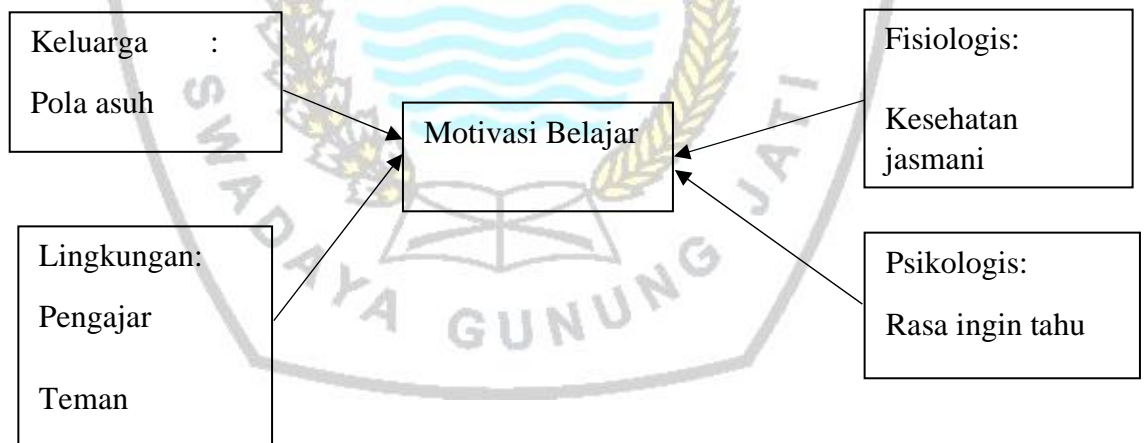 Keluarga :
Pola asuh
Motivasi Belajar
Fisiologis:
Kesehatan
jasmani
Lingkungan:
Pengajar
Teman
Psikologis:
Rasa ingin tahu
SWADAYA GUNUNG JATI